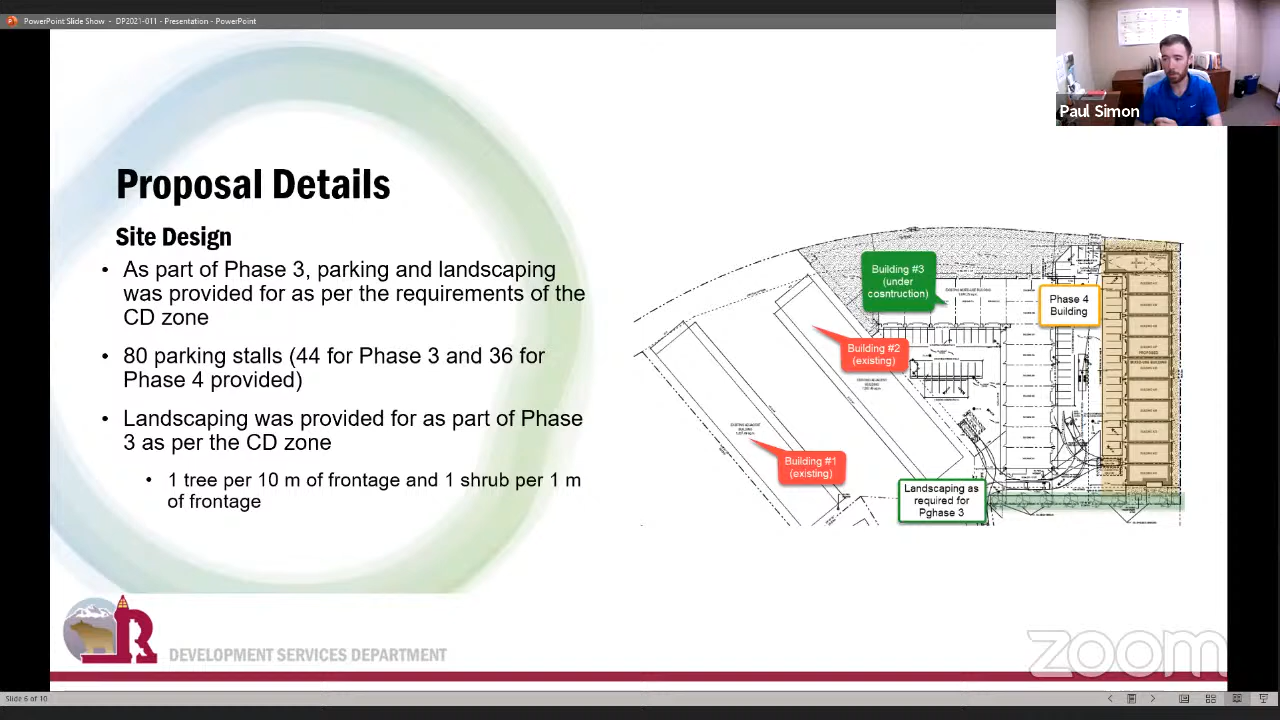 PowerPoint Slide Show - DP2021-011 - Presentation - PowerPoint
Paul Simon
Proposal Details
Site Design
• As part of Phase 3, parking and landscaping
was provided for as per the requirements of the
CD zone
• 80 parking stalls (44 for Phase 3 and 36 for
Phase 4 provided)
• Landscaping was provided for as part of Phase
3 as per the CD zone
• 1 tree per 10 m of frontage and 1 shrub per 1 m
of frontage
Building #3
(under
cosntruction)
Phase 4
Building
Building #2
(existing)
Building #1
(existing)
Landscaping as
required for
Pghase 3
R
DEVELOPMENT SERVICES DEPARTMENT
zoom
Slide 6 of 10